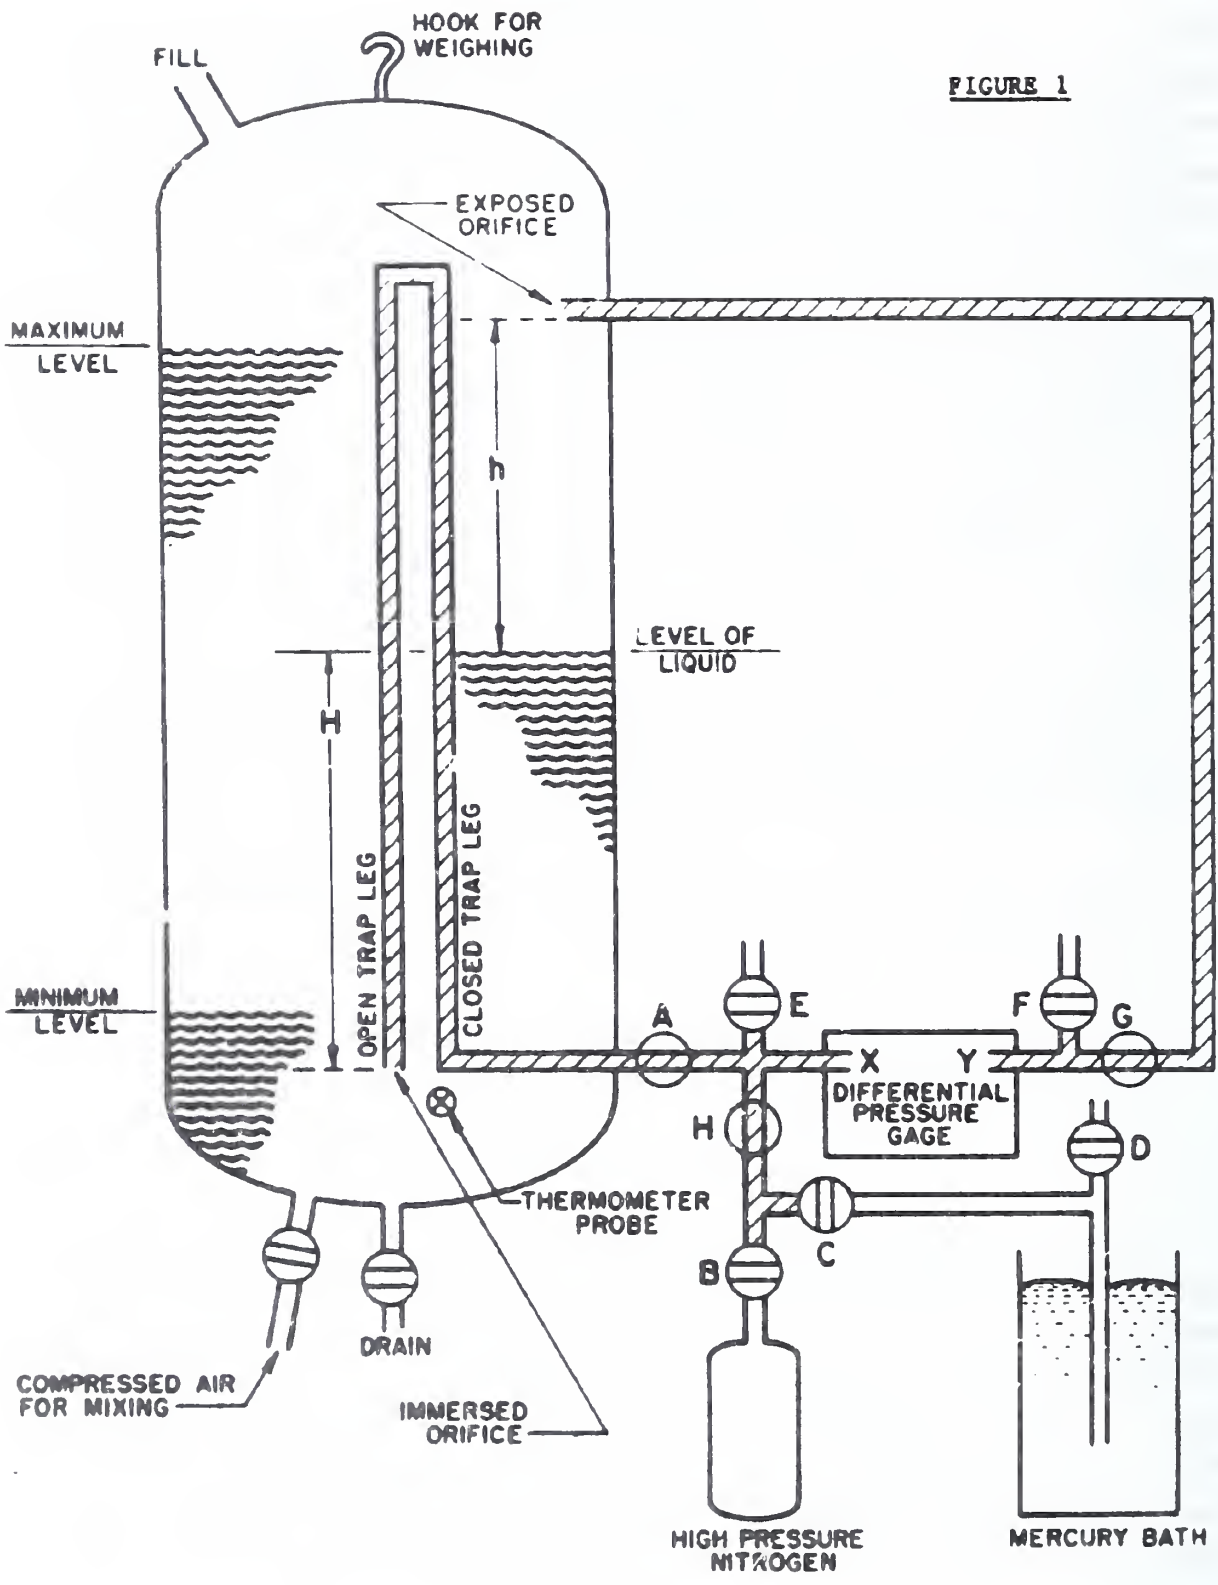 HOOK FOR
WEIGHING
FILL
FIGURE 1
EXPOSED
ORIFICE
MAXIMUM
LEVEL
h
LEVEL OF
LIQUID
H
OPEN TRAP LEG
CLOSED TRAP LEG
MINIMUM
LEVEL
A
E
F
G
X
Y
DIFFERENTIAL
PRESSURE
GAGE
H
D
THERMOMETER
PROBE
C
B
DRAIN
COMPRESSED AIR
FOR MIXING
IMMERSED
ORIFICE
HIGH PRESSURE
NITROGEN
MERCURY BATH